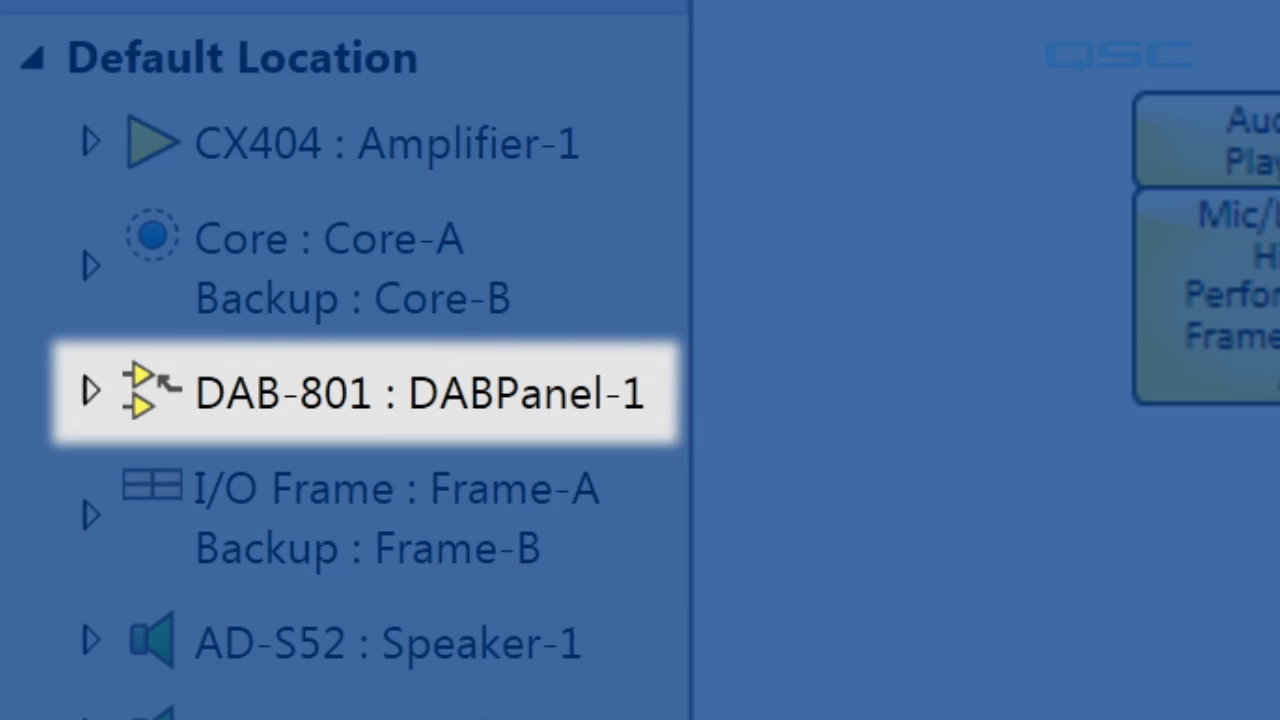 Default Location
QSC
CX404 : Amplifier-1
Core : Core-A
Backup : Core-B
DAB-801 : DABPanel-1
I/O Frame : Frame-A
Backup : Frame-B
AD-S52 : Speaker-1